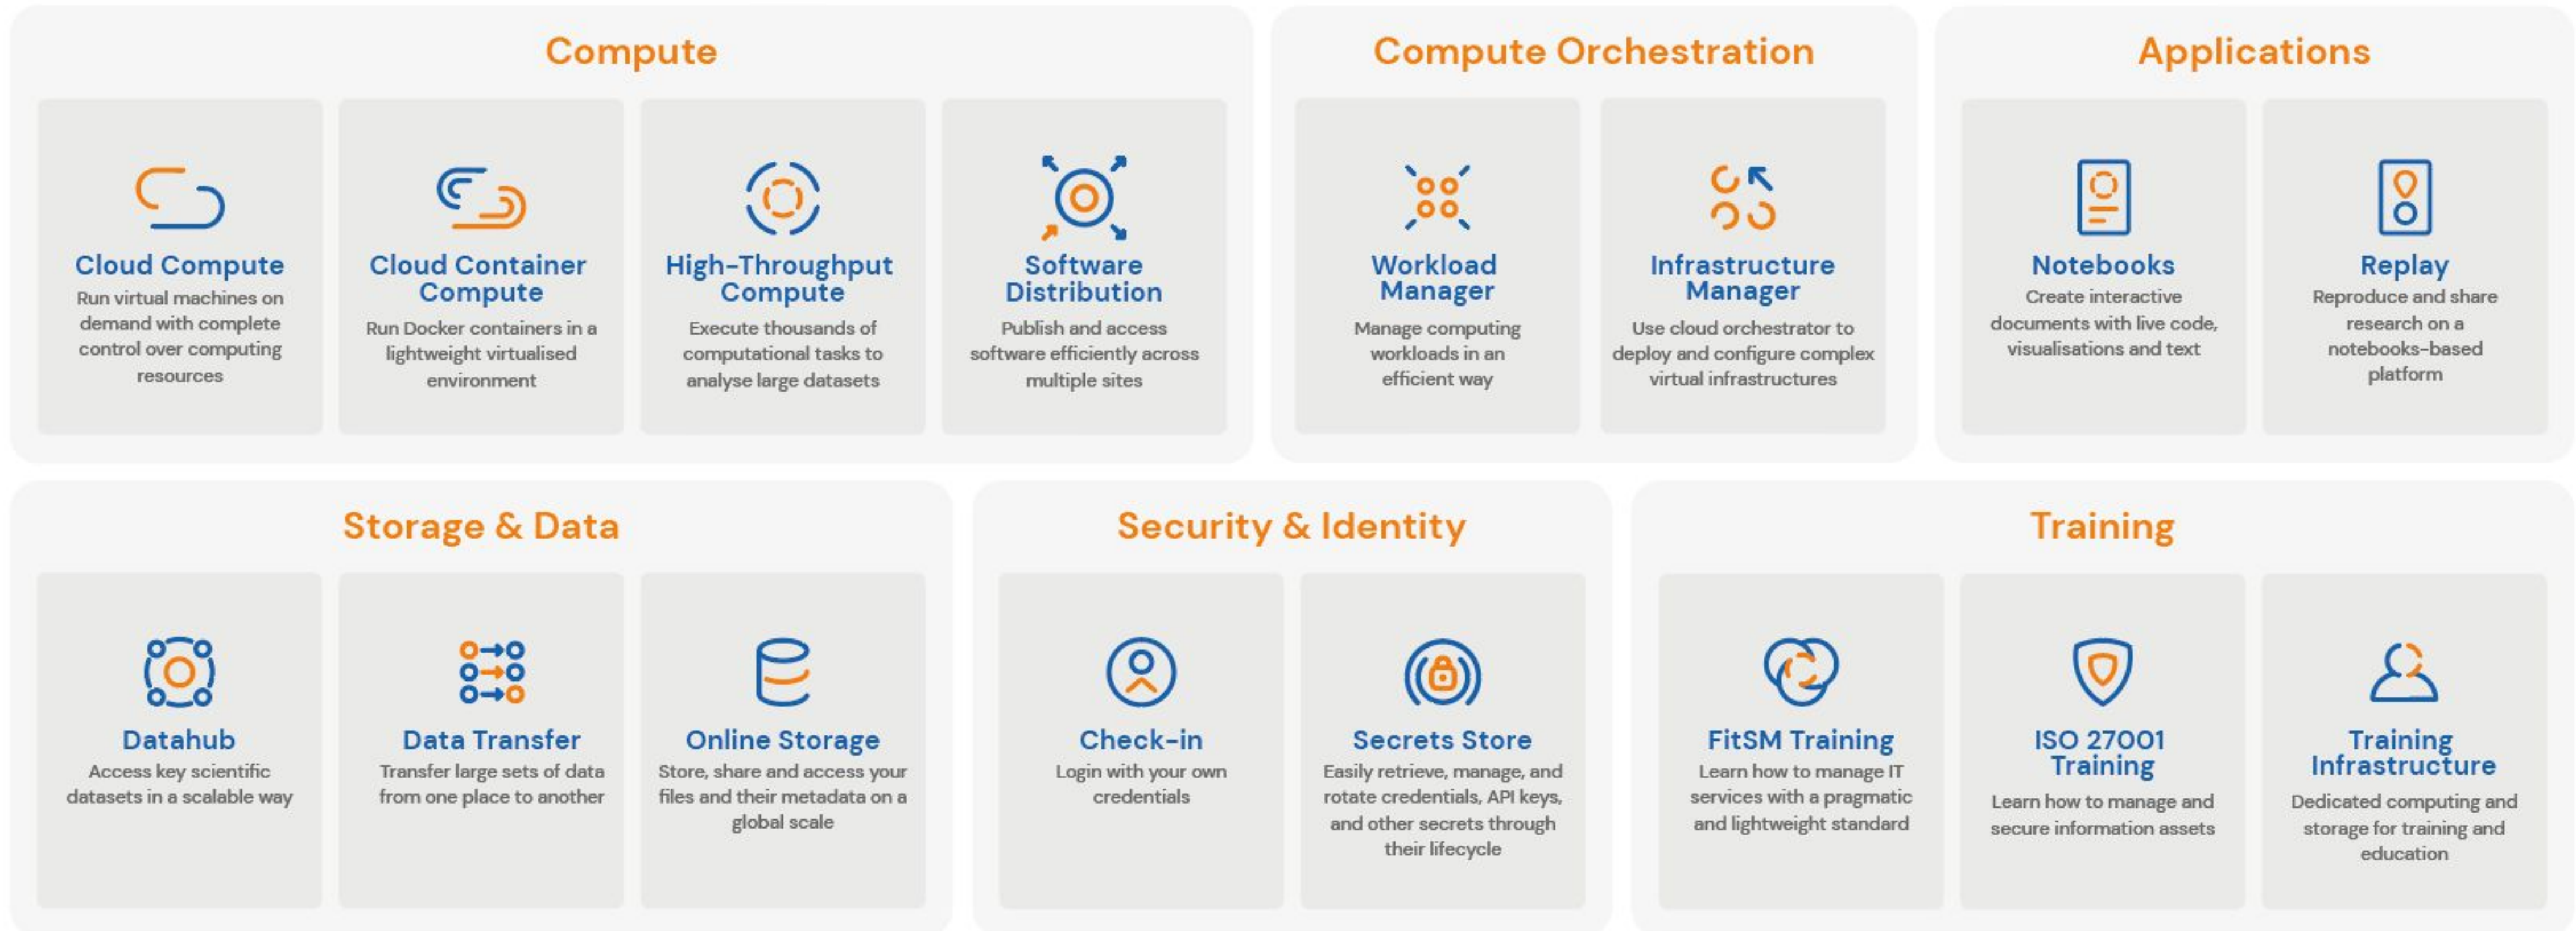 Compute
Cloud Compute
Run virtual machines on
demand with complete
control over computing
resources
Cloud Container
Compute
Run Docker containers in a
lightweight virtualised
environment
High-Throughput
Compute
Execute thousands of
computational tasks to
analyse large datasets
Software
Distribution
Publish and access
software efficiently across
multiple sites
Compute Orchestration
Workload
Manager
Manage computing
workloads in an
efficient way
Infrastructure
Manager
Use cloud orchestrator to
deploy and configure complex
virtual infrastructures
Applications
Notebooks
Create interactive
documents with live code,
visualisations and text
Replay
Reproduce and share
research on a
notebooks-based
platform
Storage & Data
Datahub
Access key scientific
datasets in a scalable way
Data Transfer
Transfer large sets of data
from one place to another
Online Storage
Store, share and access your
files and their metadata on a
global scale
Security & Identity
Check-in
Login with your own
credentials
Secrets Store
Easily retrieve, manage, and
rotate credentials, API keys,
and other secrets through
their lifecycle
Training
FitSM Training
Learn how to manage IT
services with a pragmatic
and lightweight standard
ISO 27001
Training
Learn how to manage and
secure information assets
Training
Infrastructure
Dedicated computing and
storage for training and
education